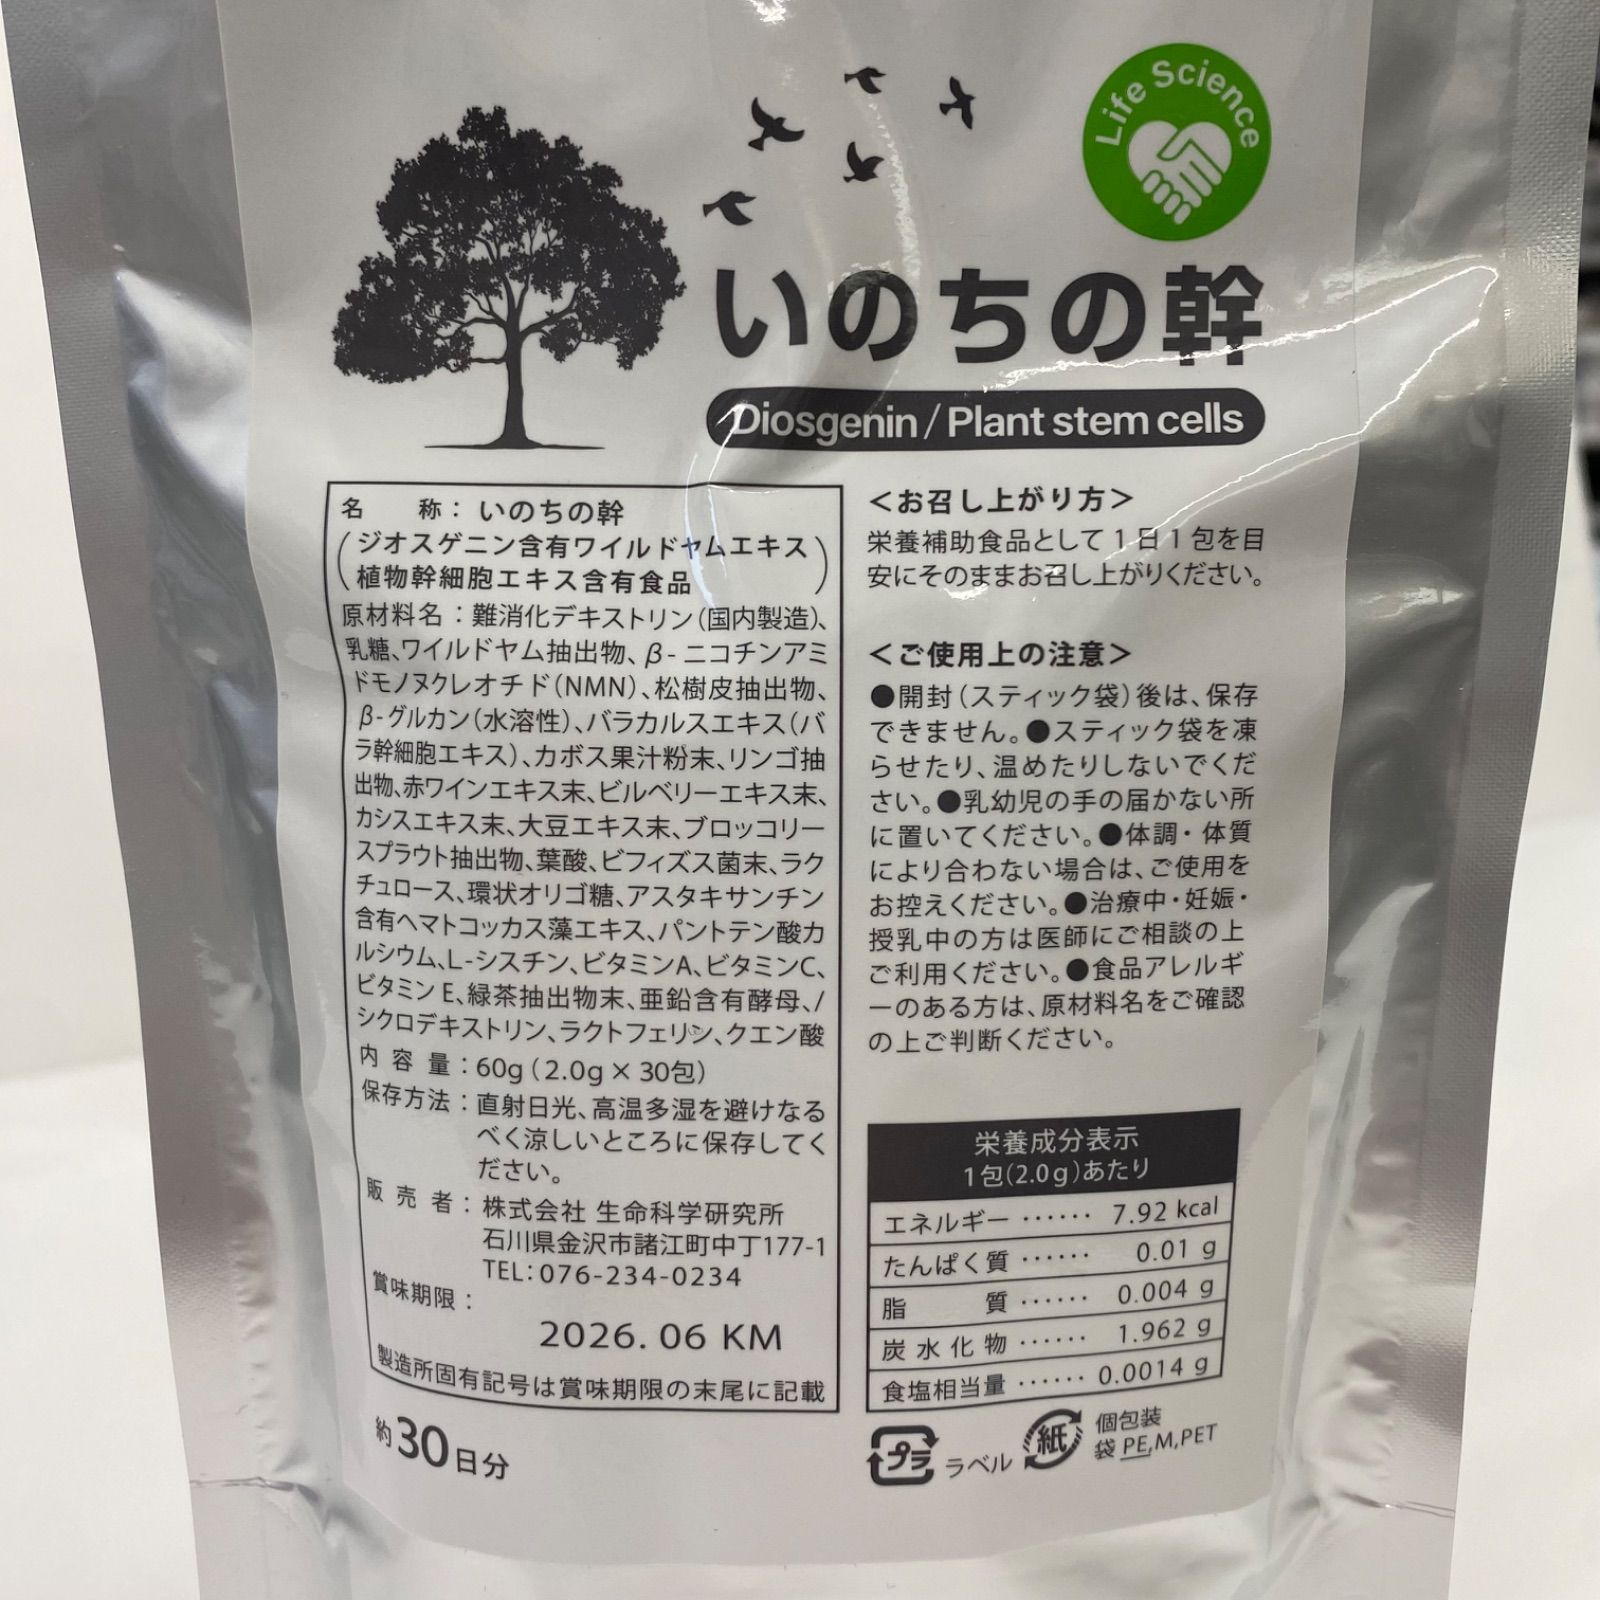 Life Science
いのちの幹
Diosgenin / Plant stem cells
名　称：いのちの幹
(ジオスゲニン含有ワイルドヤムエキス
植物幹細胞エキス含有食品)
原材料名：難消化デキストリン(国内製造)、
乳糖、ワイルドヤム抽出物、β-ニコチンアミ
ドモノヌクレオチド(NMN)、松樹皮抽出物、
β-グルカン(水溶性)、バラカルスエキス(バ
ラ幹細胞エキス)、カボス果汁粉末、リンゴ抽
出物、赤ワインエキス末、ビルベリーエキス末、
カシスエキス末、大豆エキス末、ブロッコリー
スプラウト抽出物、葉酸、ビフィズス菌末、ラク
チュロース、環状オリゴ糖、アスタキサンチン
含有ヘマトコッカス藻エキス、パントテン酸カ
ルシウム、L-シスチン、ビタミンA、ビタミンC、
ビタミンE、緑茶抽出物末、亜鉛含有酵母、/
シクロデキストリン、ラクトフェリン、クエン酸
内容量：60g(2.0g×30包)
保存方法：直射日光、高温多湿を避けなる
べく涼しいところに保存してく
ださい。
販売者：株式会社 生命科学研究所
石川県金沢市諸江町中丁177-1
TEL：076-234-0234
賞味期限：
2026. 06 KM
製造所固有記号は賞味期限の末尾に記載
約30日分
＜お召し上がり方＞
栄養補助食品として1日1包を目
安にそのままお召し上がりください。
＜ご使用上の注意＞
●開封(スティック袋)後は、保存
できません。●スティック袋を凍
らせたり、温めたりしないでくだ
さい。●乳幼児の手の届かない所
に置いてください。●体調・体質
により合わない場合は、ご使用を
お控えください。●治療中・妊娠・
授乳中の方は医師にご相談の上
ご利用ください。●食品アレルギ
ーのある方は、原材料名をご確認
の上ご判断ください。
栄養成分表示
1包(2.0g)あたり
エネルギー …… 7.92 kcal
たんぱく質 …… 0.01 g
脂　質 …… 0.004 g
炭水化物 …… 1.962 g
食塩相当量 …… 0.0014 g
プラ ラベル 紙 個包装
袋 PE,M,PET